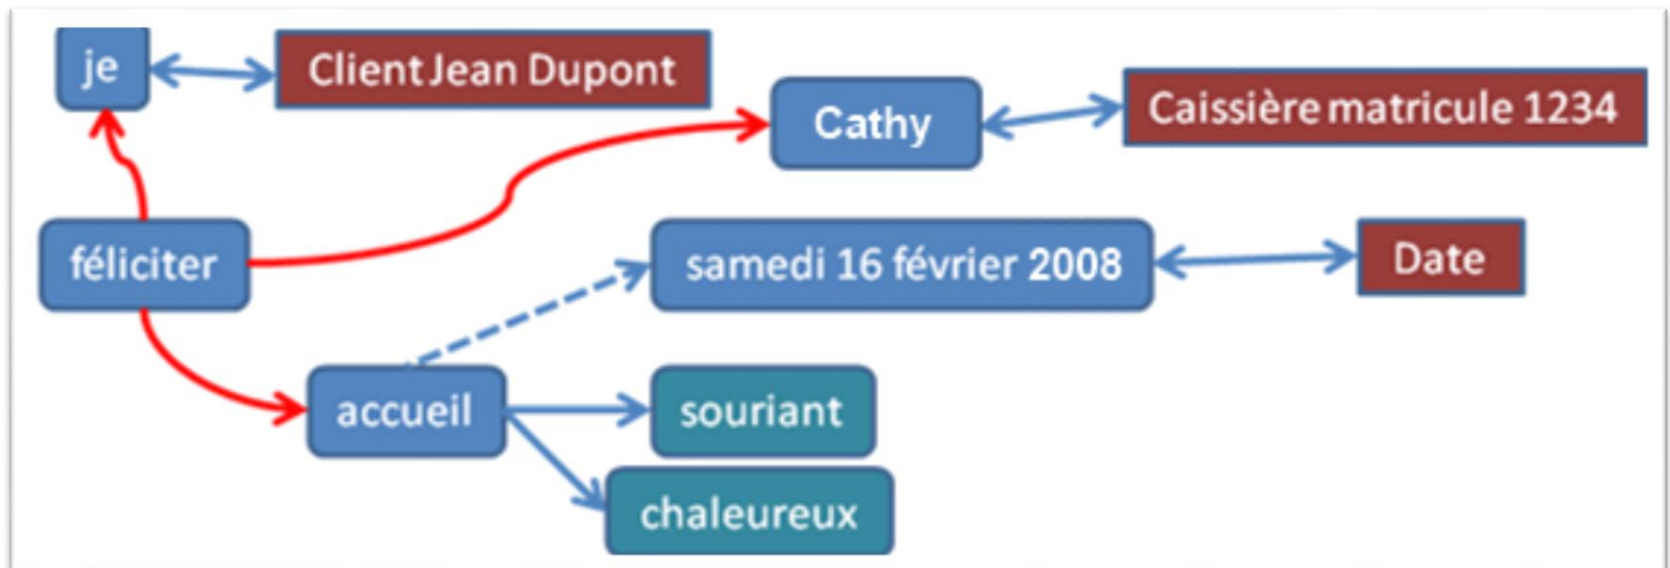 je
Client Jean Dupont
Cathy
Caissière matricule 1234
féliciter
samedi 16 février 2008
Date
accueil
souriant
chaleureux